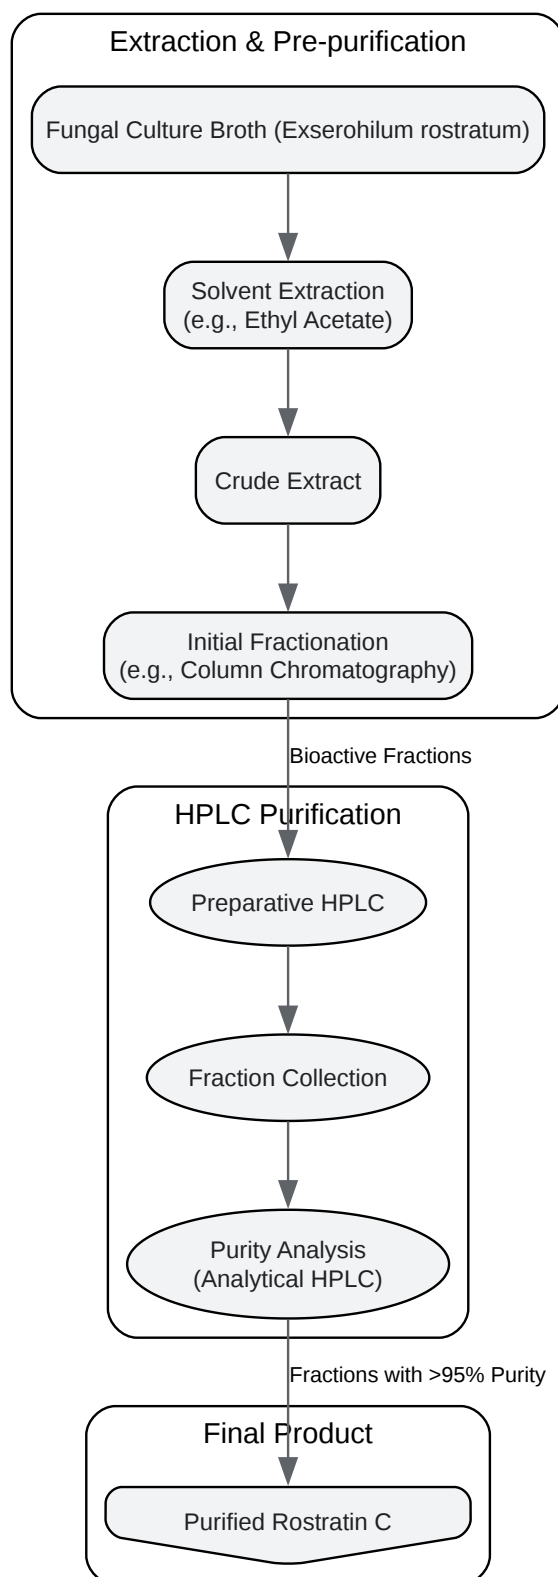 Extraction & Pre-purification
Fungal Culture Broth (Exserohilum rostratum)
Solvent Extraction
(e.g., Ethyl Acetate)
Crude Extract
Initial Fractionation
(e.g., Column Chromatography)
Bioactive Fractions
HPLC Purification
Preparative HPLC
Fraction Collection
Purity Analysis
(Analytical HPLC)
Fractions with >95% Purity
Final Product
Purified Rostratin C